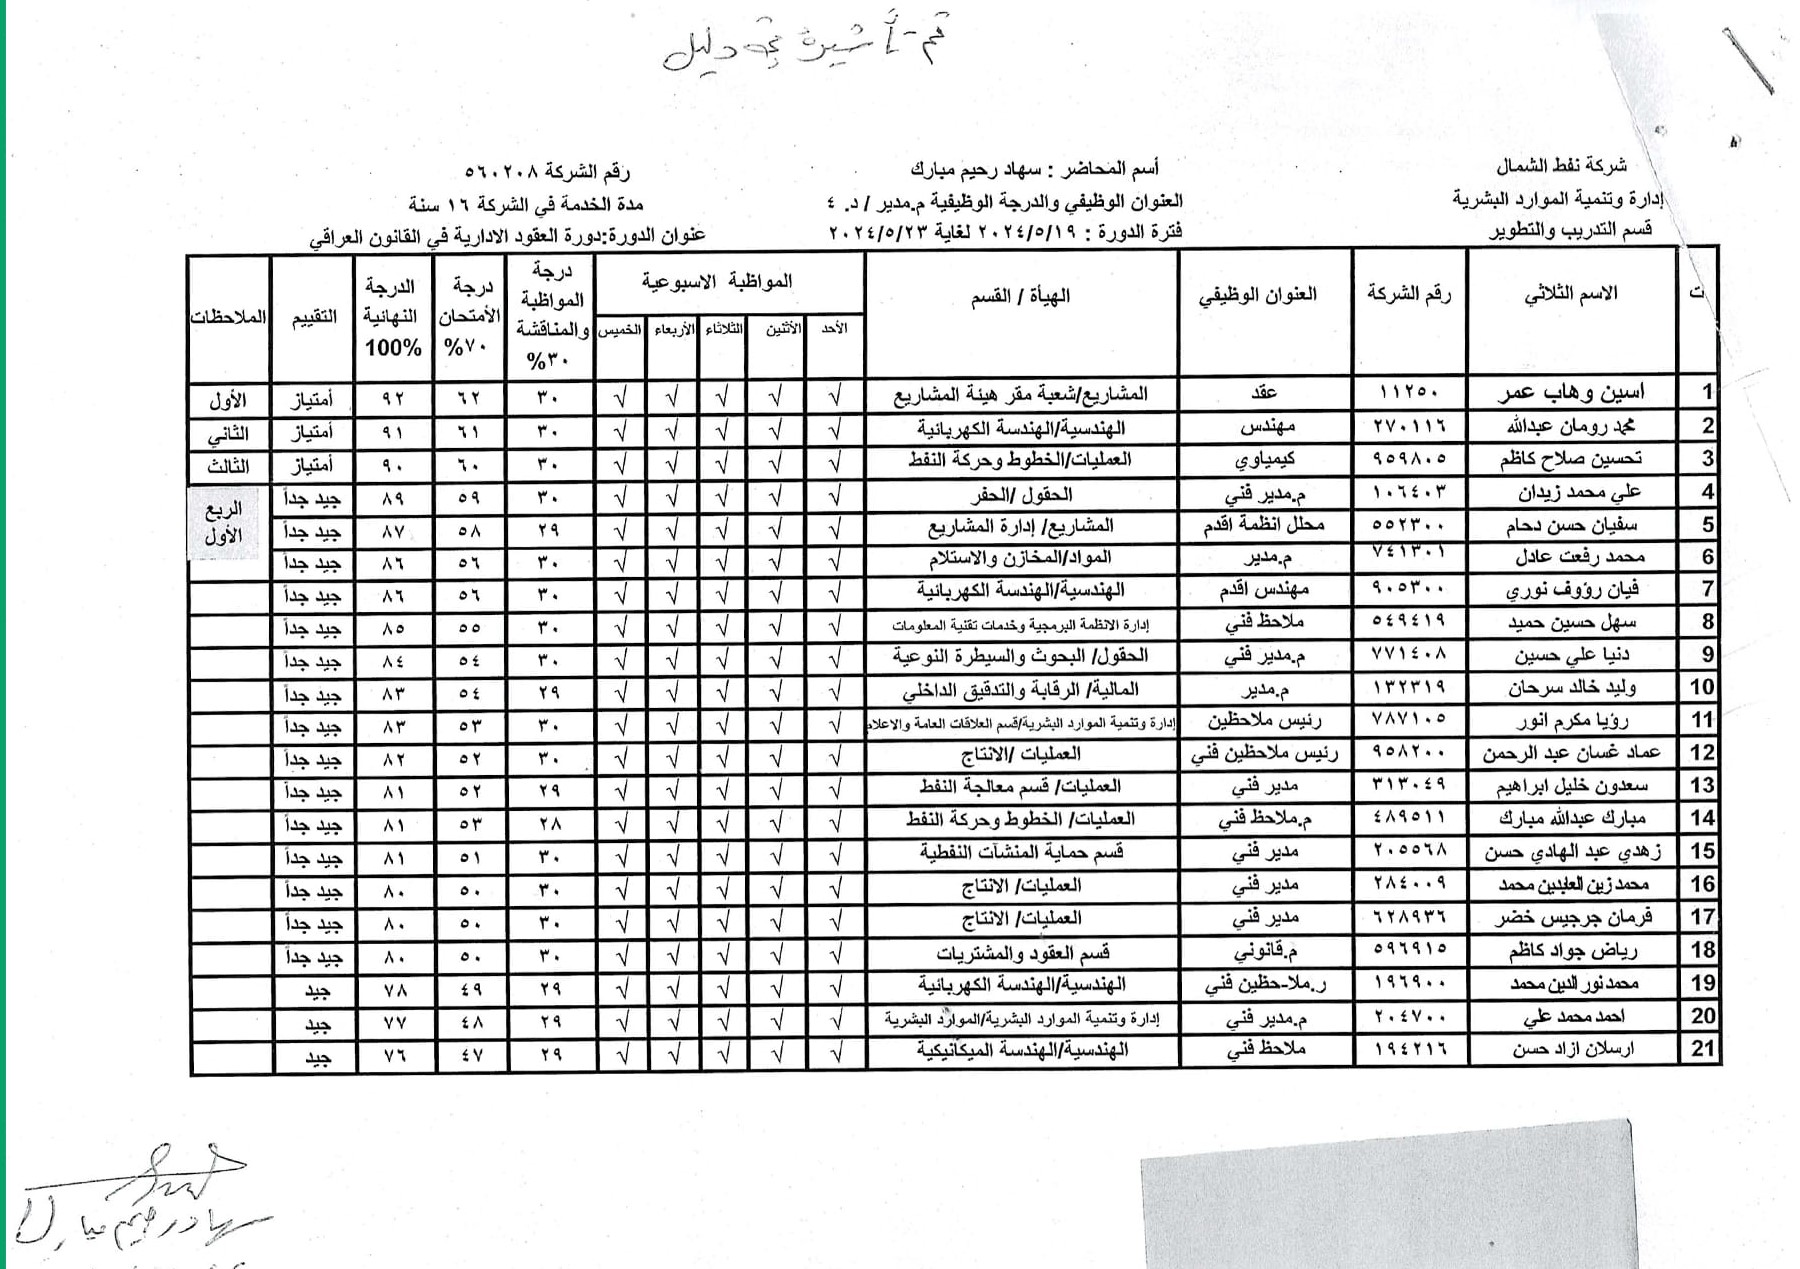 قم تأشيرة في دليل
شركة نفط الشمال أسم المحاضر : سهاد رحيم مبارك رقم الشركة ٥٦٠٢٠٨
إدارة وتنمية الموارد البشرية العنوان الوظيفي والدرجة الوظيفية م.مدير / د. ٤ مدة الخدمة في الشركة ١٦ سنة
قسم التدريب والتطوير فترة الدورة : ٢٠٢٤/٥/١٩ لغاية ٢٠٢٤/٥/٢٣ عنوان الدورة:دورة العقود الادارية في القانون العراقي
ت الاسم الثلاثي رقم الشركة العنوان الوظيفي الهيأة / القسم المواظبة الاسبوعية درجة المواظبة والمناقشة ٣٠% درجة الأمتحان ٧٠% الدرجة النهائية 100% التقييم الملاحظات
الأحد الأثنين الثلاثاء الأربعاء الخميس
1 اسين وهاب عمر ١١٢٥٠ عقد المشاريع/شعبة مقر هيئة المشاريع √ √ √ √ √ ٣٠ ٦٢ ٩٢ أمتياز الأول
2 محمد رومان عبدالله ٢٧٠١١٦ مهندس الهندسية/الهندسة الكهربائية √ √ √ √ √ ٣٠ ٦١ ٩١ أمتياز الثاني
3 تحسين صلاح كاظم ٩٥٩٨٠٥ كيمياوي العمليات/الخطوط وحركة النفط √ √ √ √ √ ٣٠ ٦٠ ٩٠ أمتياز الثالث
4 علي محمد زيدان ١٠٦٤٠٣ م.مدير فني الحقول /الحفر √ √ √ √ √ ٣٠ ٥٩ ٨٩ جيد جداً الربع الأول
5 سفيان حسن دحام ٥٥٢٣٠٠ محلل انظمة اقدم المشاريع/ إدارة المشاريع √ √ √ √ √ ٢٩ ٥٨ ٨٧ جيد جداً
6 محمد رفعت عادل ٧٤١٣٠١ م.مدير المواد/المخازن والاستلام √ √ √ √ √ ٣٠ ٥٦ ٨٦ جيد جداً
7 فيان رؤوف نوري ٩٠٥٣٠٠ مهندس اقدم الهندسية/الهندسة الكهربائية √ √ √ √ √ ٣٠ ٥٦ ٨٦ جيد جداً
8 سهل حسين حميد ٥٤٩٤١٩ ملاحظ فني إدارة الانظمة البرمجية وخدمات تقنية المعلومات √ √ √ √ √ ٣٠ ٥٥ ٨٥ جيد جداً
9 دنيا علي حسين ٧٧١٤٠٨ م.مدير فني الحقول/ البحوث والسيطرة النوعية √ √ √ √ √ ٣٠ ٥٤ ٨٤ جيد جداً
10 وليد خالد سرحان ١٣٢٣١٩ م.مدير المالية/ الرقابة والتدقيق الداخلي √ √ √ √ √ ٢٩ ٥٤ ٨٣ جيد جداً
11 رؤيا مكرم انور ٧٨٧١٠٥ رئيس ملاحظين إدارة وتنمية الموارد البشرية/قسم العلاقات العامة والاعلام √ √ √ √ √ ٣٠ ٥٣ ٨٣ جيد جداً
12 عماد غسان عبد الرحمن ٩٥٨٢٠٠ رئيس ملاحظين فني العمليات /الانتاج √ √ √ √ √ ٣٠ ٥٢ ٨٢ جيد جداً
13 سعدون خليل ابراهيم ٣١٣٠٤٩ مدير فني العمليات/ قسم معالجة النفط √ √ √ √ √ ٢٩ ٥٢ ٨١ جيد جداً
14 مبارك عبدالله مبارك ٤٨٩٥١١ م.ملاحظ فني العمليات/ الخطوط وحركة النفط √ √ √ √ √ ٢٨ ٥٣ ٨١ جيد جداً
15 زهدي عبد الهادي حسن ٢٠٥٥٦٨ مدير فني قسم حماية المنشآت النفطية √ √ √ √ √ ٣٠ ٥١ ٨١ جيد جداً
16 محمد زين العابدين محمد ٢٨٤٠٠٩ مدير فني العمليات/ الانتاج √ √ √ √ √ ٣٠ ٥٠ ٨٠ جيد جداً
17 فرمان جرجيس خضر ٦٢٨٩٣٦ مدير فني العمليات/ الانتاج √ √ √ √ √ ٣٠ ٥٠ ٨٠ جيد جداً
18 رياض جواد كاظم ٥٩٦٩١٥ م.قانوني قسم العقود والمشتريات √ √ √ √ √ ٣٠ ٥٠ ٨٠ جيد جداً
19 محمد نور الدين محمد ١٩٦٩٠٠ ر.ملا-حظين فني الهندسية/الهندسة الكهربائية √ √ √ √ √ ٢٩ ٤٩ ٧٨ جيد
20 احمد محمد علي ٢٠٤٧٠٠ م.مدير فني إدارة وتنمية الموارد البشرية/الموارد البشرية √ √ √ √ √ ٢٩ ٤٨ ٧٧ جيد
21 ارسلان ازاد حسن ١٩٤٢١٦ ملاحظ فني الهندسية/الهندسة الميكانيكية √ √ √ √ √ ٢٩ ٤٧ ٧٦ جيد
سهاد رحيم مبارك